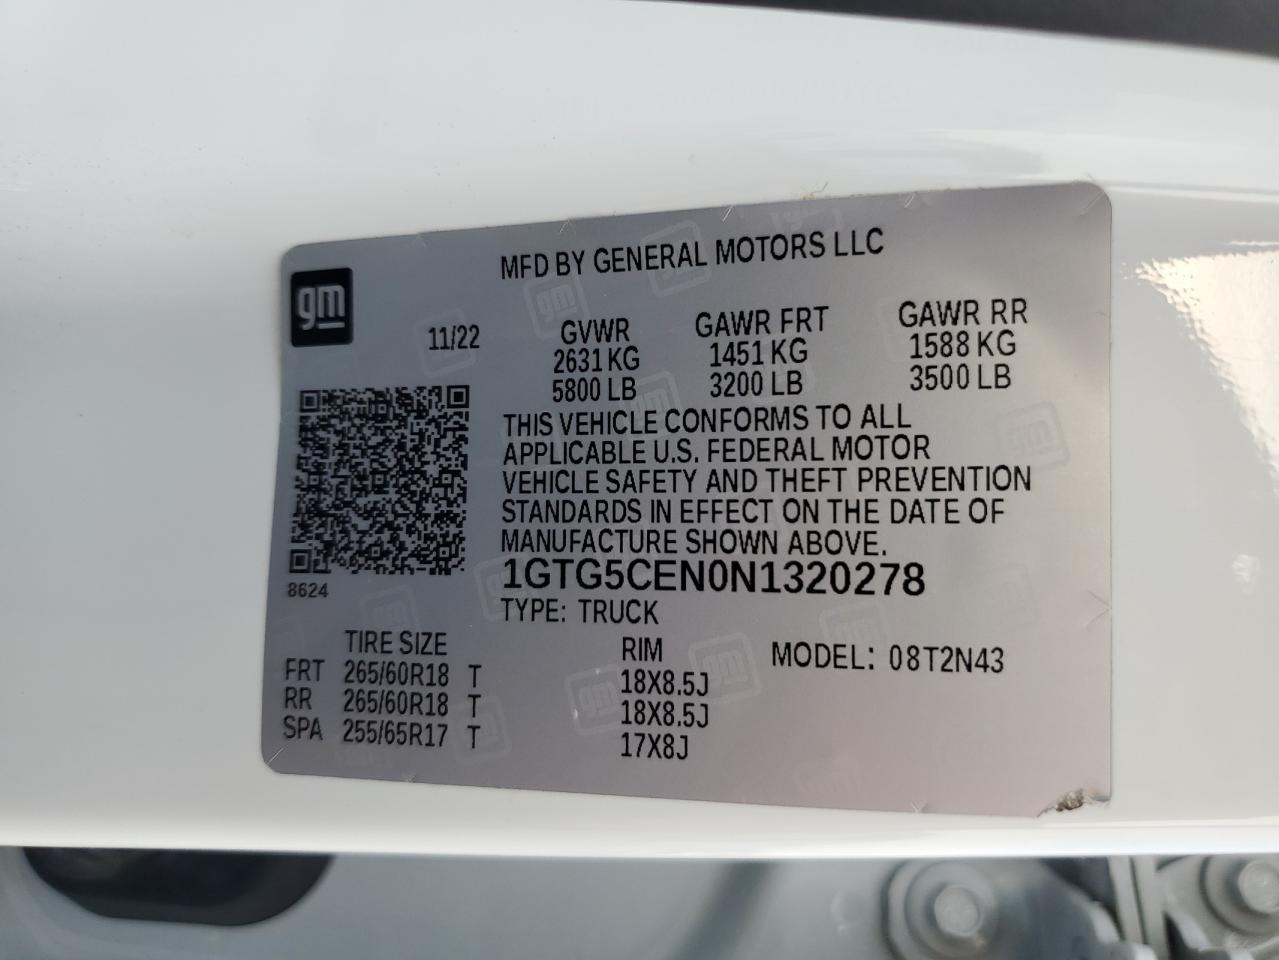 MFD BY GENERAL MOTORS LLC
gm
11/22 GVWR GAWR FRT GAWR RR
2631 KG 1451 KG 1588 KG
5800 LB 3200 LB 3500 LB
THIS VEHICLE CONFORMS TO ALL
APPLICABLE U.S. FEDERAL MOTOR
VEHICLE SAFETY AND THEFT PREVENTION
STANDARDS IN EFFECT ON THE DATE OF
MANUFACTURE SHOWN ABOVE.
8624
1GTG5CEN0N1320278
TYPE: TRUCK
TIRE SIZE RIM MODEL: 08T2N43
FRT 265/60R18 T 18X8.5J
RR 265/60R18 T 18X8.5J
SPA 255/65R17 T 17X8J